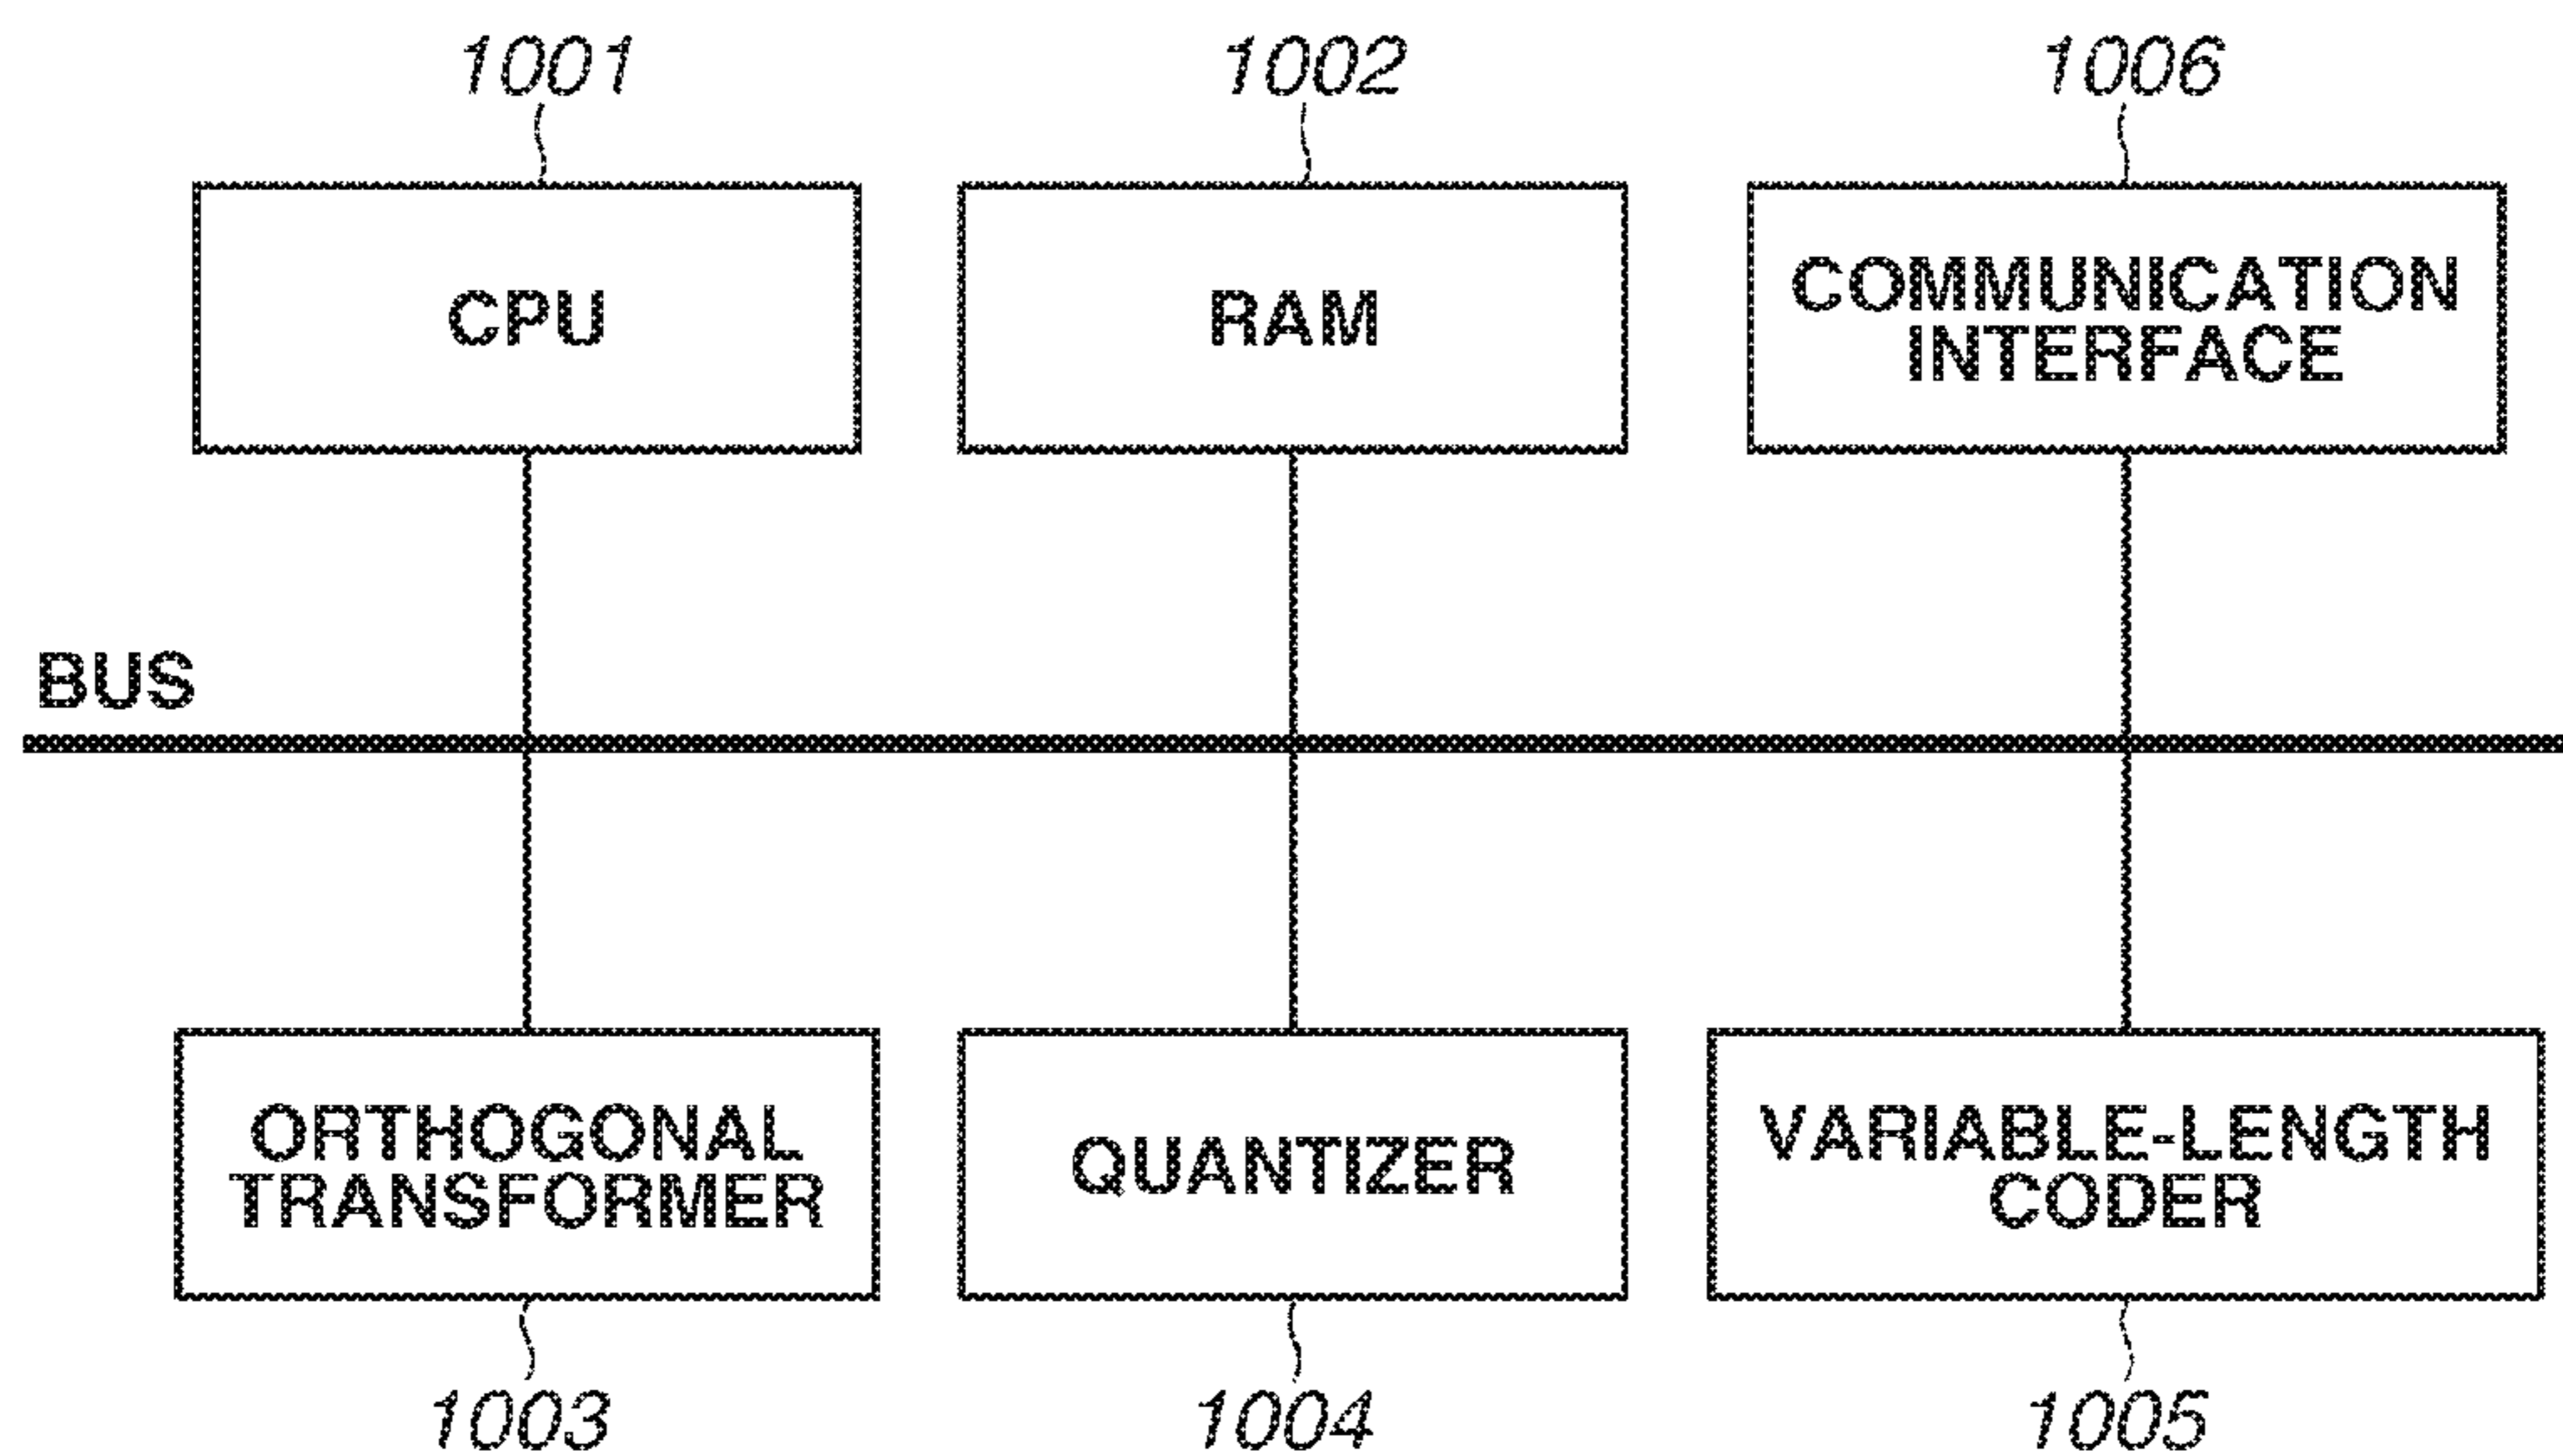 1001
1002
1006
CPU
RAM
COMMUNICATION
INTERFACE
BUS
ORTHOGONAL
TRANSFORMER
QUANTIZER
VARIABLE-LENGTH
CODER
1003
1004
1005